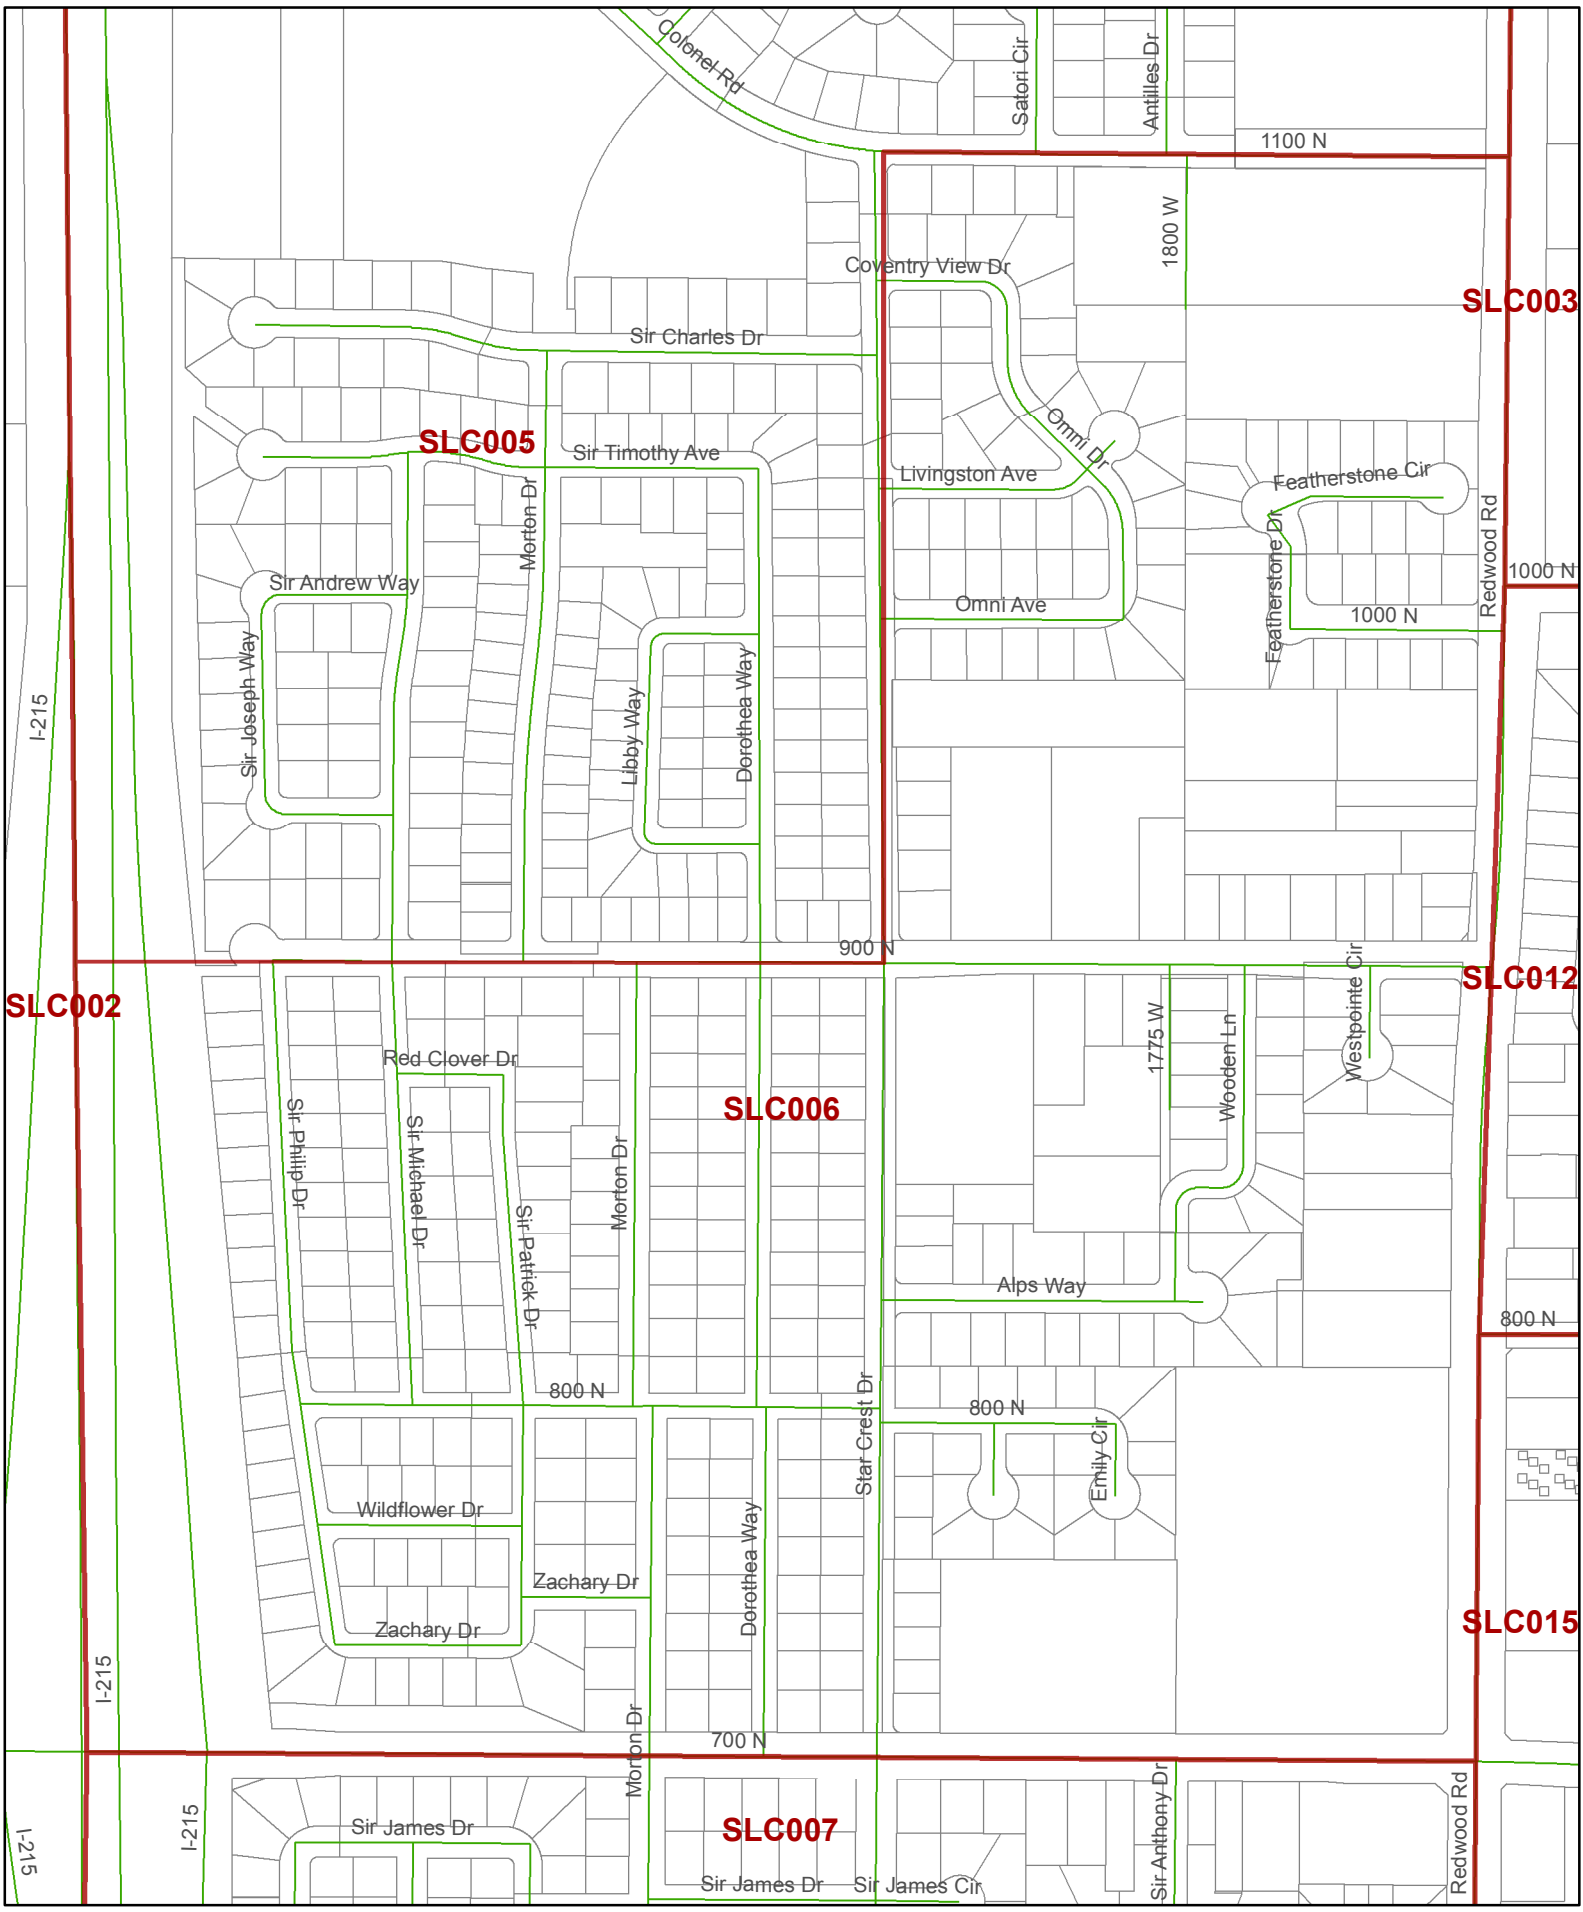 Colonel Rd
Satori Cir
Antilles Dr
1100 N
1800 W
Coventry View Dr
SLC003
Sir Charles Dr
SLC005
Sir Timothy Ave
Omni Dr
Livingston Ave
Featherstone Cir
Morton Dr
Featherstone Dr
Redwood Rd
1000 N
Sir Andrew Way
Omni Ave
1000 N
Sir Joseph Way
Libby Way
Dorothea Way
I-215
900 N
SLC002
SLC012
Westpointe Cir
1775 W
Wooden Ln
Red Clover Dr
SLC006
Sir Philip Dr
Sir Michael Dr
Morton Dr
Sir Patrick Dr
Alps Way
800 N
800 N
Star Crest Dr
800 N
Emily Cir
Wildflower Dr
Dorothea Way
Zachary Dr
Zachary Dr
SLC015
I-215
Morton Dr
700 N
Sir Anthony Dr
Redwood Rd
I-215
I-215
Sir James Dr
SLC007
Sir James Dr
Sir James Cir